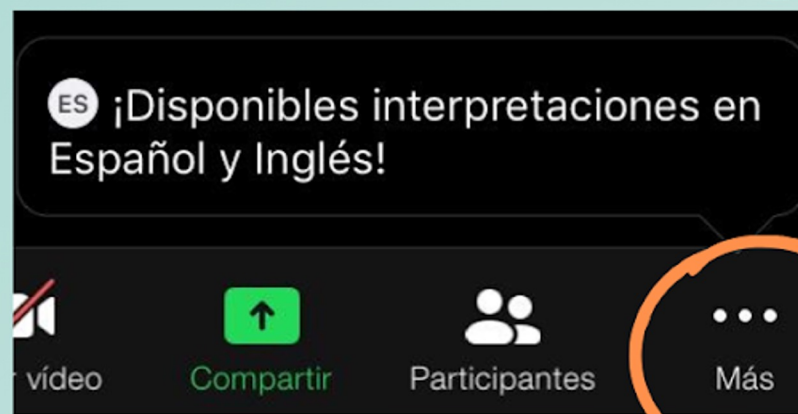 ES ¡Disponibles interpretaciones en
Español y Inglés!
vídeo Compartir Participantes Más